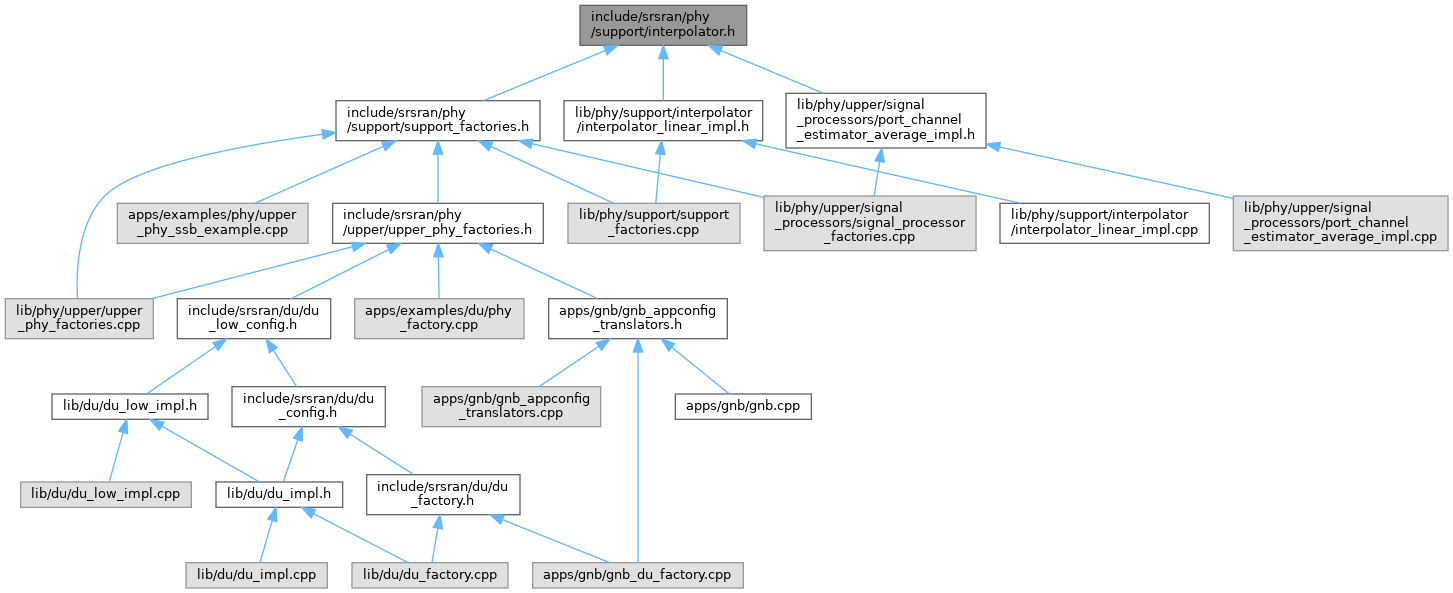 include/srsran/phy
/support/interpolator.h
include/srsran/phy
/support/support_factories.h
lib/phy/support/interpolator
/interpolator_linear_impl.h
lib/phy/upper/signal
_processors/port_channel
_estimator_average_impl.h
apps/examples/phy/upper
_phy_ssb_example.cpp
include/srsran/phy
/upper/upper_phy_factories.h
lib/phy/support/support
_factories.cpp
lib/phy/upper/signal
_processors/signal_processor
_factories.cpp
lib/phy/support/interpolator
/interpolator_linear_impl.cpp
lib/phy/upper/signal
_processors/port_channel
_estimator_average_impl.cpp
lib/phy/upper/upper
_phy_factories.cpp
include/srsran/du/du
_low_config.h
apps/examples/du/phy
_factory.cpp
apps/gnb/gnb_appconfig
_translators.h
lib/du/du_low_impl.h
include/srsran/du/du
_config.h
apps/gnb/gnb_appconfig
_translators.cpp
apps/gnb/gnb.cpp
lib/du/du_low_impl.cpp
lib/du/du_impl.h
include/srsran/du/du
_factory.h
lib/du/du_impl.cpp
lib/du/du_factory.cpp
apps/gnb/gnb_du_factory.cpp